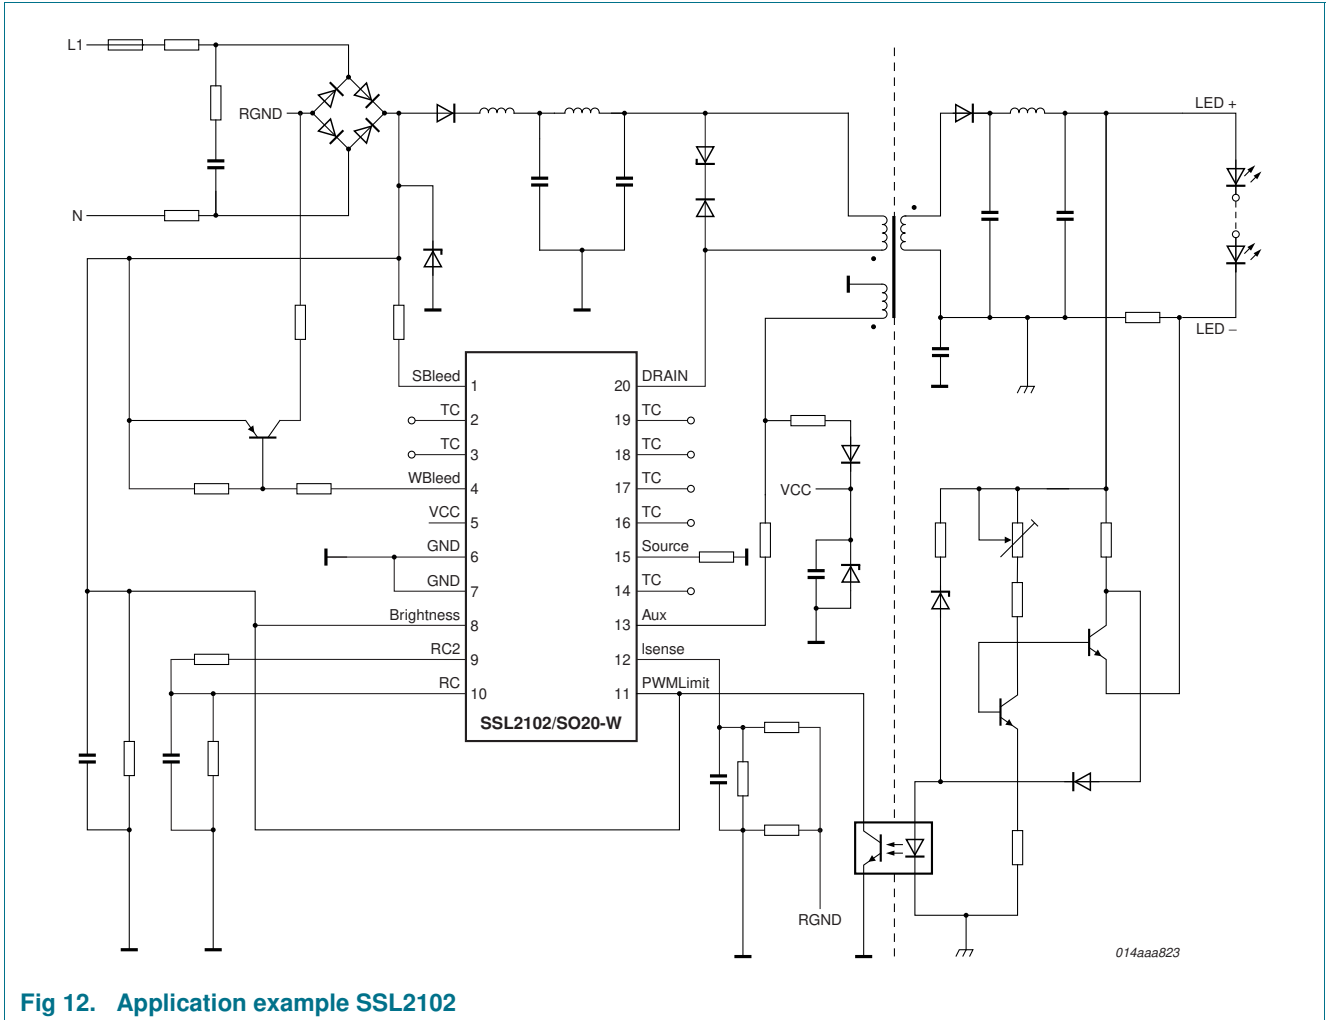 L1
RGND
N
LED +
LED –
SBleed
1
TC
2
TC
3
WBleed
4
VCC
5
GND
6
GND
7
Brightness
8
RC2
9
RC
10
20
DRAIN
19
TC
18
TC
17
TC
16
TC
15
Source
14
TC
13
Aux
12
Isense
11
PWMLimit
SSL2102/SO20-W
VCC
RGND
014aaa823
Fig 12. Application example SSL2102